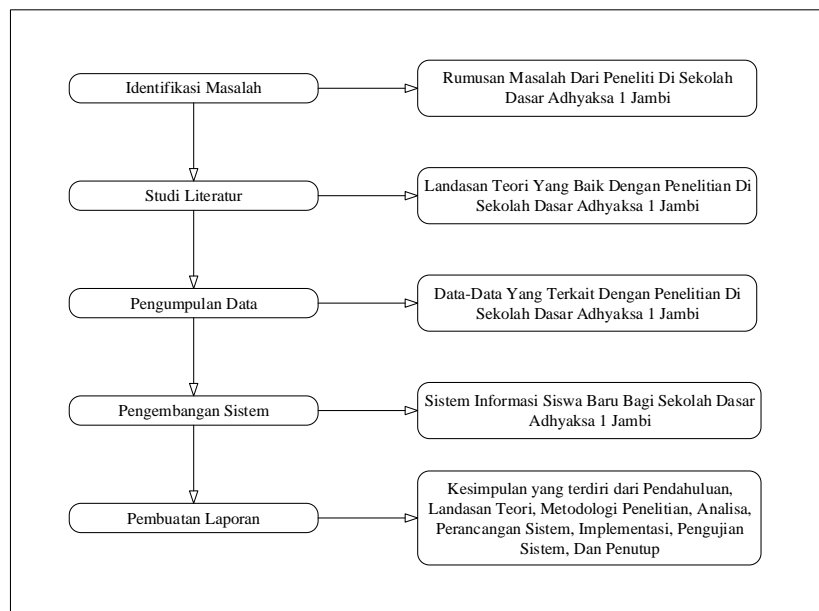 Identifikasi Masalah
Rumusan Masalah Dari Peneliti Di Sekolah
Dasar Adhyaksa 1 Jambi
Studi Literatur
Landasan Teori Yang Baik Dengan Penelitian Di
Sekolah Dasar Adhyaksa 1 Jambi
Pengumpulan Data
Data-Data Yang Terkait Dengan Penelitian Di
Sekolah Dasar Adhyaksa 1 Jambi
Pengembangan Sistem
Sistem Informasi Siswa Baru Bagi Sekolah Dasar
Adhyaksa 1 Jambi
Pembuatan Laporan
Kesimpulan yang terdiri dari Pendahuluan,
Landasan Teori, Metodologi Penelitian, Analisa,
Perancangan Sistem, Implementasi, Pengujian
Sistem, Dan Penutup